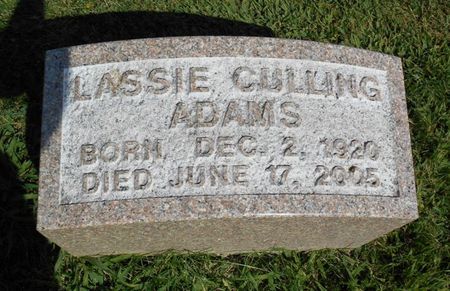 LASSIE CULLING
ADAMS
BORN, DEC. 2, 1920
DIED JUNE 17, 2005